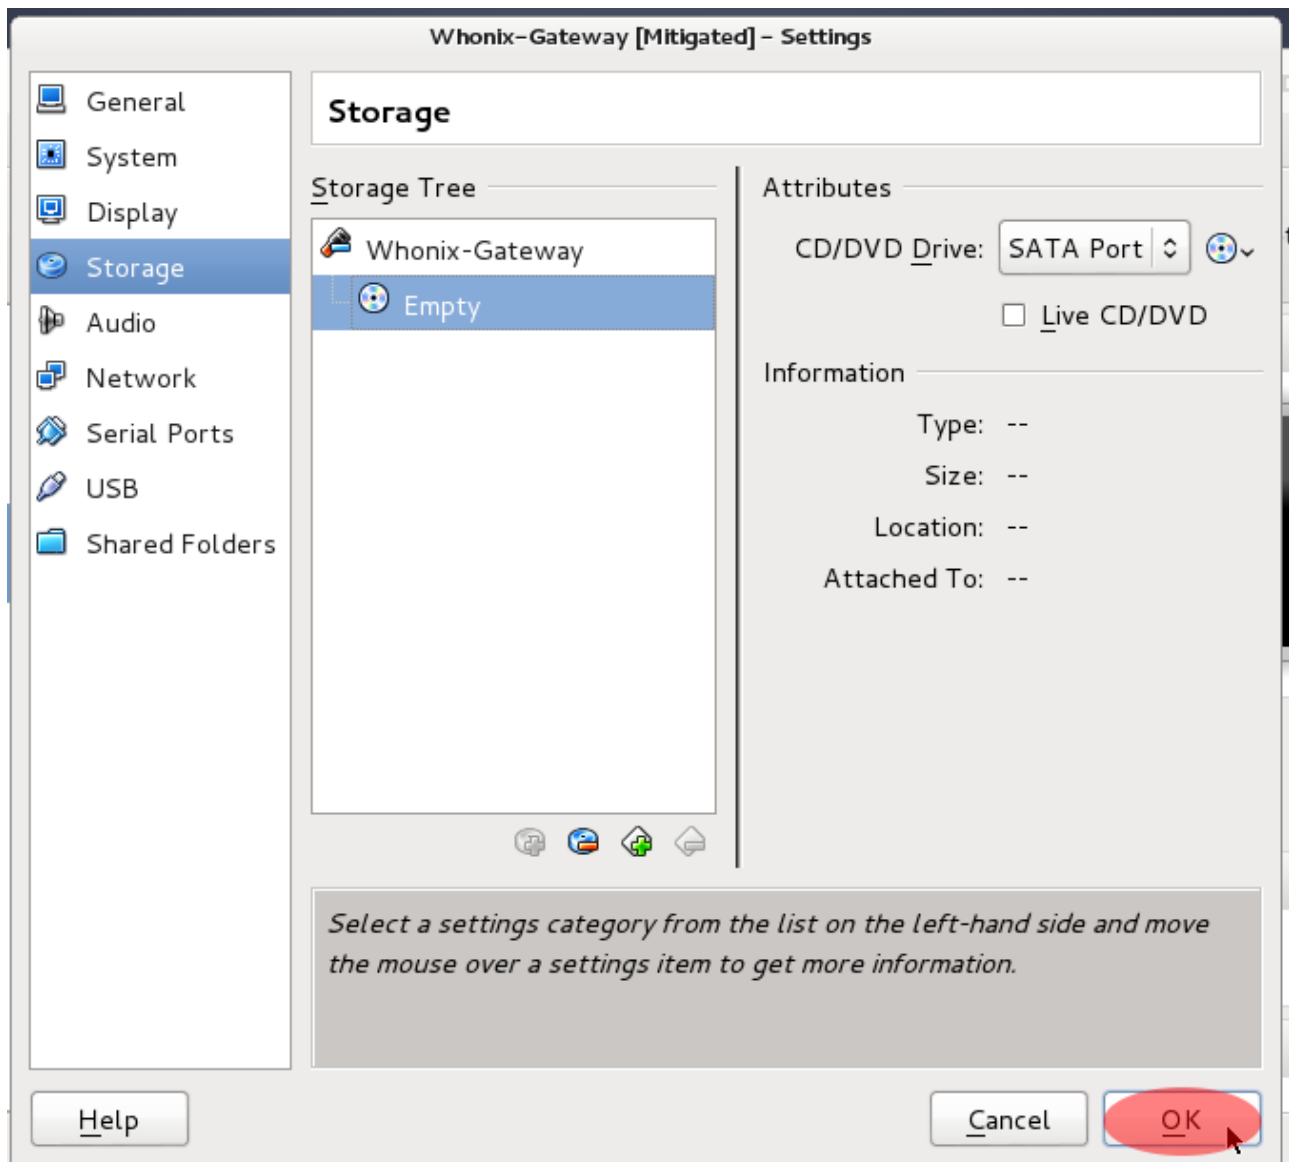 Whonix-Gateway [Mitigated] – Settings
General
System
Display
Storage
Audio
Network
Serial Ports
USB
Shared Folders
Storage
Storage Tree
Whonix-Gateway
Empty
Attributes
CD/DVD Drive: SATA Port
Live CD/DVD
Information
Type: --
Size: --
Location: --
Attached To: --
Select a settings category from the list on the left-hand side and move
the mouse over a settings item to get more information.
Help
Cancel
OK